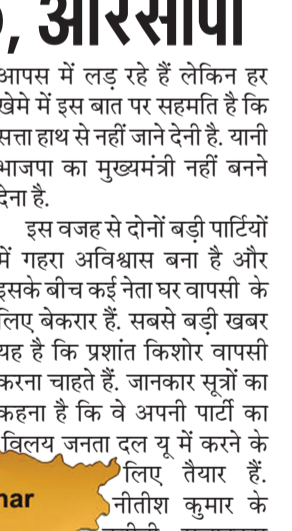 , आरसीपी
आपस में लड़ रहे हैं लेकिन हर
खेमे में इस बात पर सहमति है कि
सत्ता हाथ से नहीं जाने देनी है. यानी
भाजपा का मुख्यमंत्री नहीं बनने
देना है.
इस वजह से दोनों बड़ी पार्टियों
में गहरा अविश्वास बना है और
इसके बीच कई नेता घर वापसी के
लिए बेकरार हैं. सबसे बड़ी खबर
यह है कि प्रशांत किशोर वापसी
करना चाहते हैं. जानकार सूत्रों का
कहना है कि वे अपनी पार्टी का
विलय जनता दल यू में करने के
लिए तैयार हैं.
नीतीश कुमार के